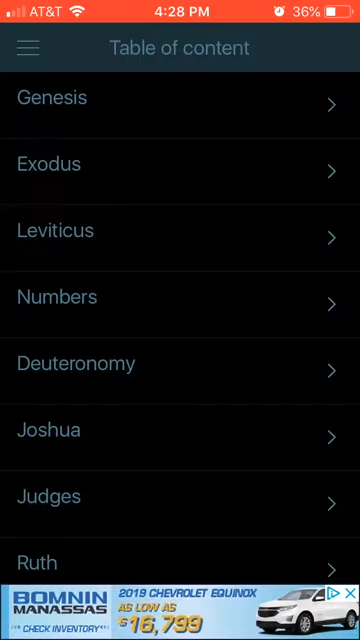 AT&T 4:28 PM 36%
Table of content
Genesis
Exodus
Leviticus
Numbers
Deuteronomy
Joshua
Judges
Ruth
BOMNIN
MANASSAS
CHECK INVENTORY
2019 CHEVROLET EQUINOX
AS LOW AS
$16,799